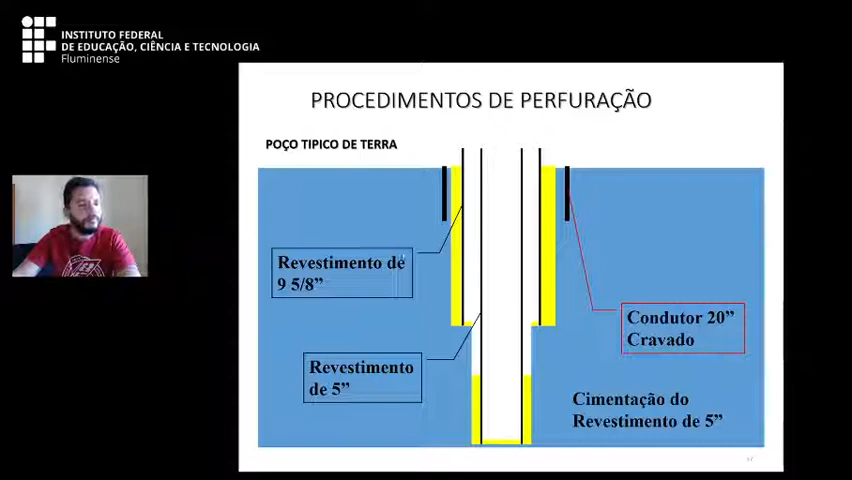 INSTITUTO FEDERAL
DE EDUCAÇÃO, CIÊNCIA E TECNOLOGIA
Fluminense
PROCEDIMENTOS DE PERFURAÇÃO
POÇO TIPICO DE TERRA
Revestimento de
9 5/8”
Condutor 20”
Cravado
Revestimento
de 5”
Cimentação do
Revestimento de 5”